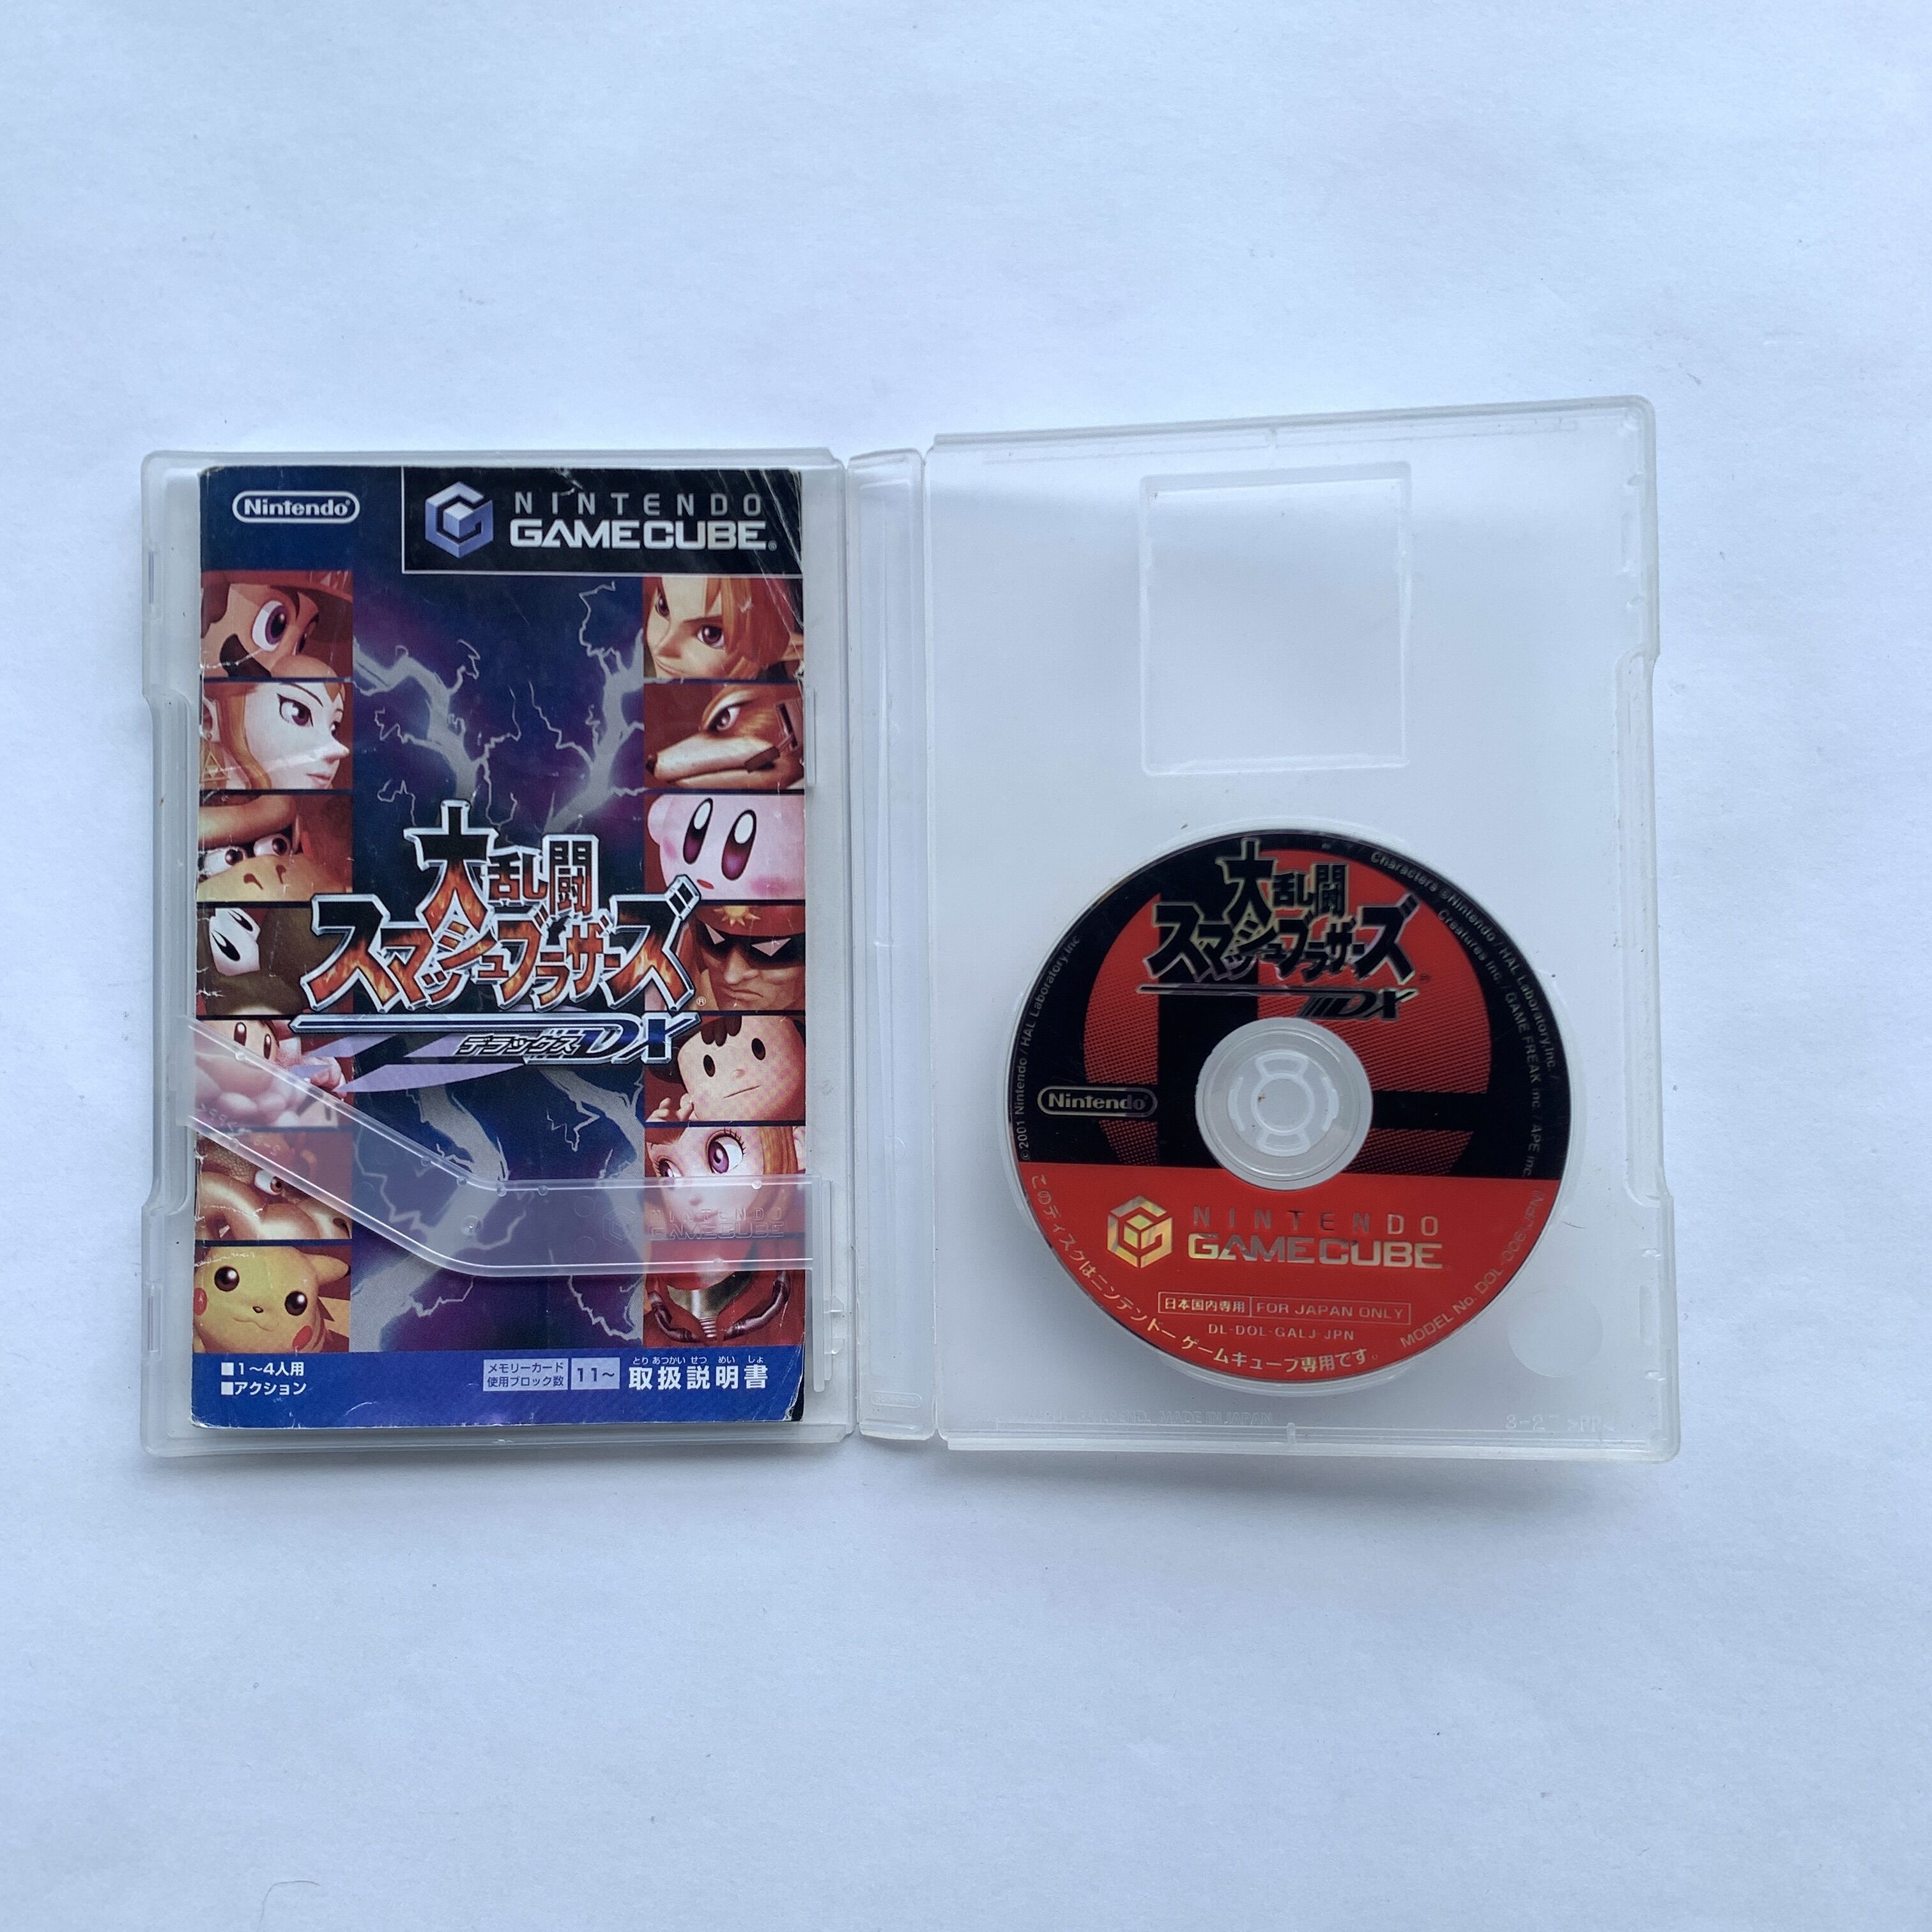 Nintendo®
NINTENDO
GAMECUBE®
大乱闘
スマッシュブラザーズ®
デラックスDX
NINTENDO
GAMECUBE
■1〜4人用
■アクション
メモリーカード
使用ブロック数
11〜
とり あつかい せつ めい しょ
取扱説明書
大乱闘
スマッシュブラザーズ
DX
©2001 Nintendo / HAL Laboratory,Inc.
Characters ©Nintendo / HAL Laboratory,Inc. /
Creatures inc. / GAME FREAK inc. / APE inc.
Nintendo®
NINTENDO
GAMECUBE
日本国内専用 FOR JAPAN ONLY
DL-DOL-GALJ-JPN
このディスクはニンテンドー ゲームキューブ専用です。
MODEL No. DOL-006(JPN)